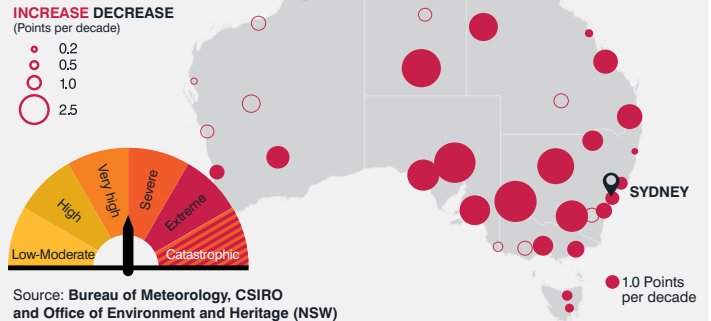 INCREASE DECREASE
(Points per decade)
0.2
0.5
1.0
2.5
Low-Moderate
High
Very high
Severe
Extreme
Catastrophic
SYDNEY
1.0 Points
per decade
Source: Bureau of Meteorology, CSIRO
and Office of Environment and Heritage (NSW)